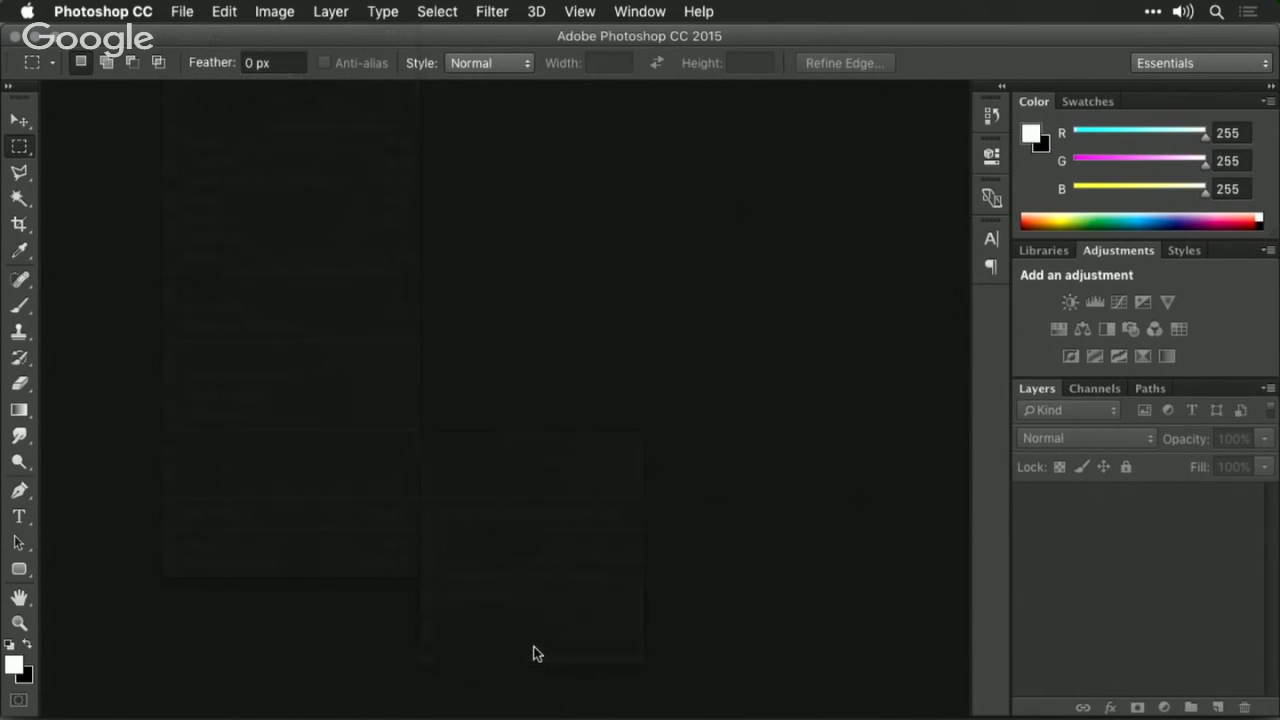 Photoshop CC File Edit Image Layer Type Select Filter 3D View Window Help
Google
Adobe Photoshop CC 2015
Feather: 0 px Anti-alias Style: Normal Width: Height: Refine Edge... Essentials
Color Swatches
R 255
G 255
B 255
Libraries Adjustments Styles
Add an adjustment
Layers Channels Paths
Kind
Normal Opacity: 100%
Lock: Fill: 100%